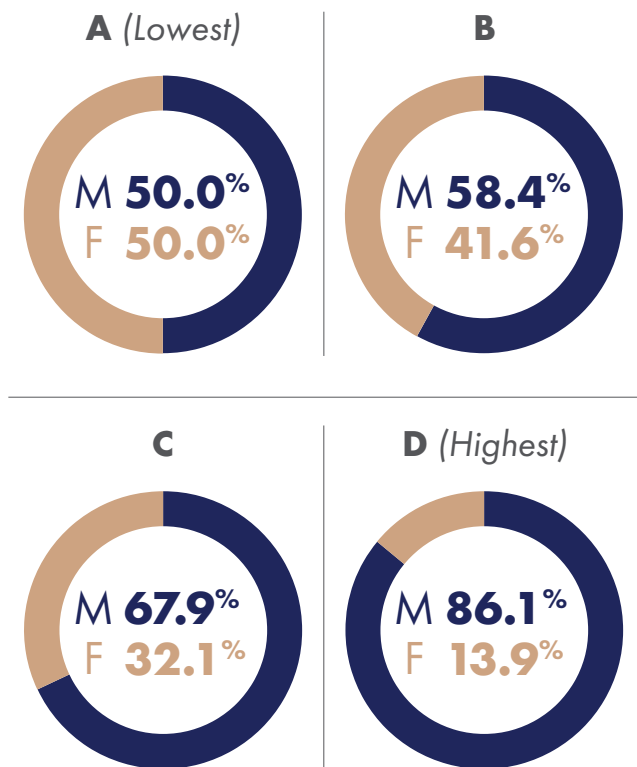 A (Lowest)
M 50.0%
F 50.0%
B
M 58.4%
F 41.6%
C
M 67.9%
F 32.1%
D (Highest)
M 86.1%
F 13.9%